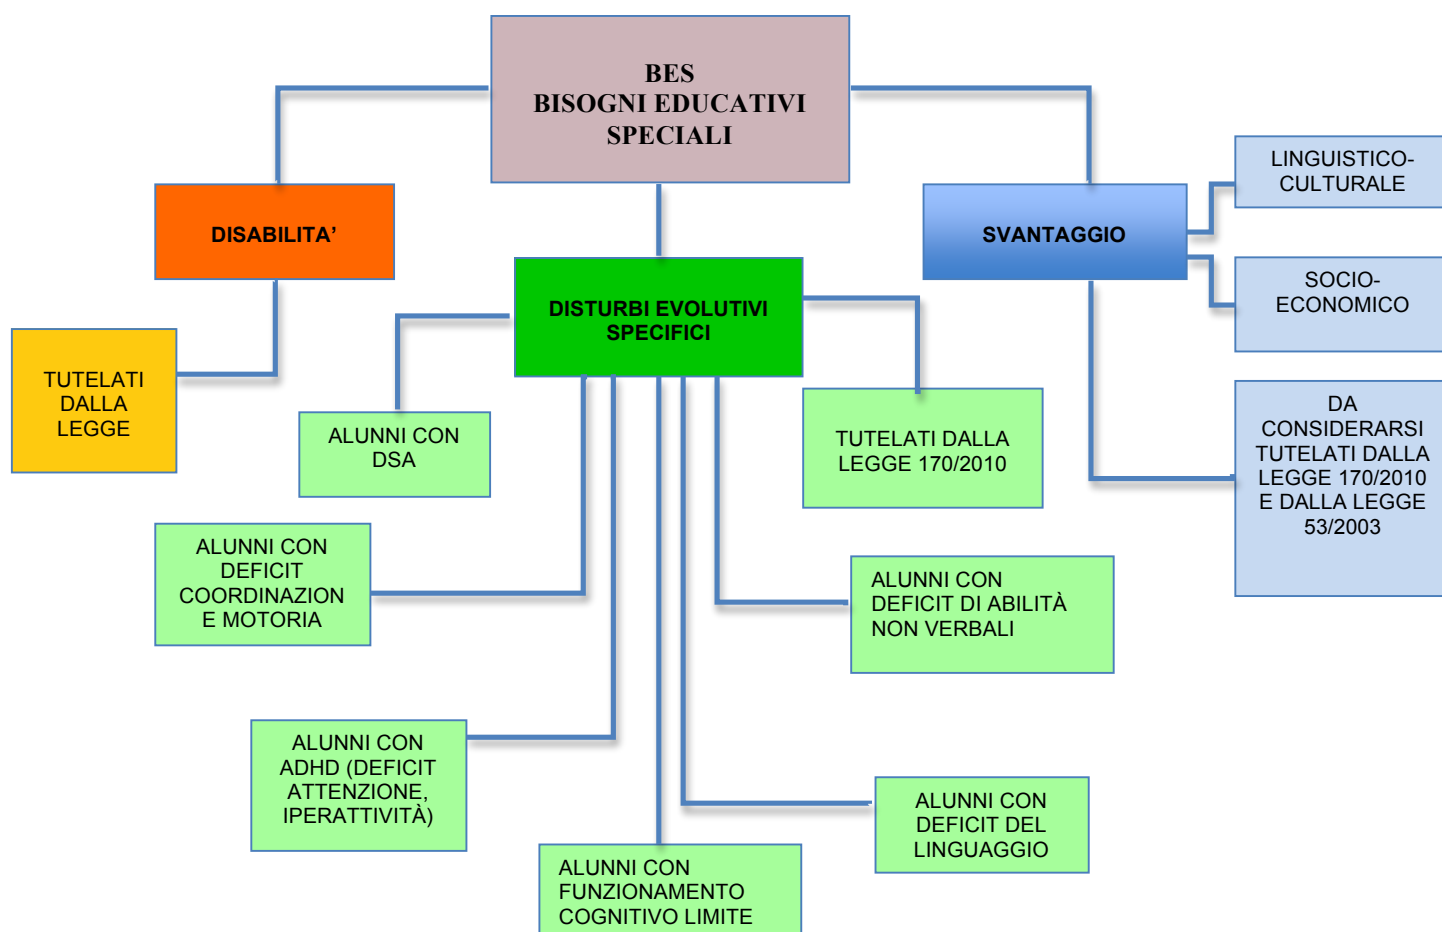 BES
BISOGNI EDUCATIVI
SPECIALI
LINGUISTICO-
CULTURALE
DISABILITA’
SVANTAGGIO
SOCIO-
ECONOMICO
DISTURBI EVOLUTIVI
SPECIFICI
TUTELATI
DALLA
LEGGE
ALUNNI CON
DSA
TUTELATI DALLA
LEGGE 170/2010
DA
CONSIDERARSI
TUTELATI DALLA
LEGGE 170/2010
E DALLA LEGGE
53/2003
ALUNNI CON
DEFICIT
COORDINAZION
E MOTORIA
ALUNNI CON
DEFICIT DI ABILITÀ
NON VERBALI
ALUNNI CON
ADHD (DEFICIT
ATTENZIONE,
IPERATTIVITÀ)
ALUNNI CON
DEFICIT DEL
LINGUAGGIO
ALUNNI CON
FUNZIONAMENTO
COGNITIVO LIMITE